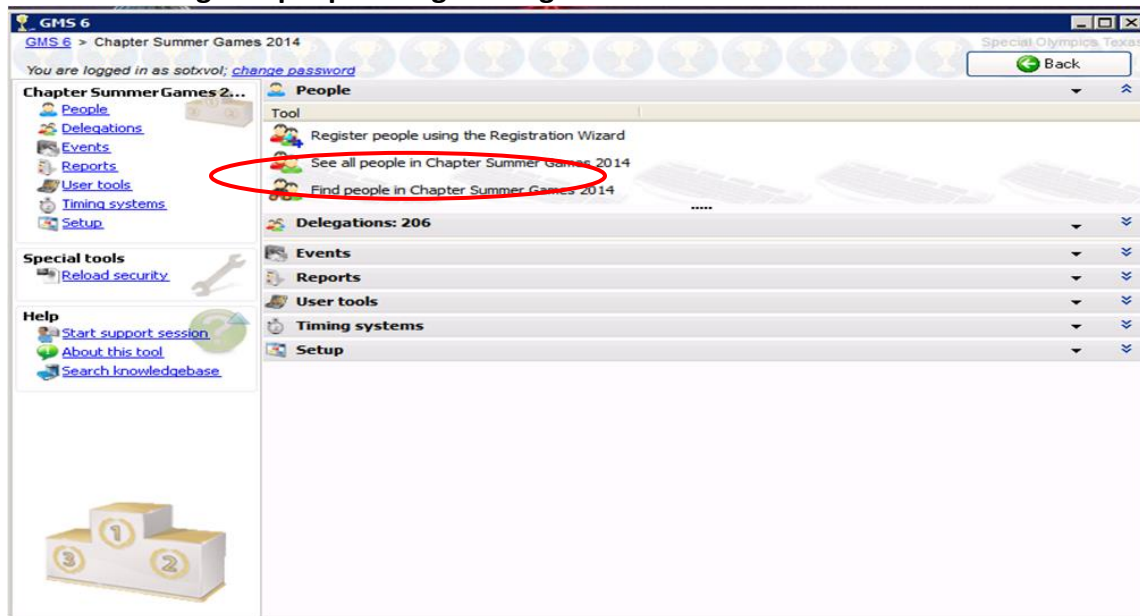 GMS 6
GMS 6 > Chapter Summer Games 2014
Special Olympics Texas
You are logged in as sotxvol; change password
Back
Chapter Summer Games 2...
People
Delegations
Events
Reports
User tools
Timing systems
Setup
Special tools
Reload security
Help
Start support session
About this tool
Search knowledgebase
People
Tool
Register people using the Registration Wizard
See all people in Chapter Summer Games 2014
Find people in Chapter Summer Games 2014
Delegations: 206
Events
Reports
User tools
Timing systems
Setup
1
2
3